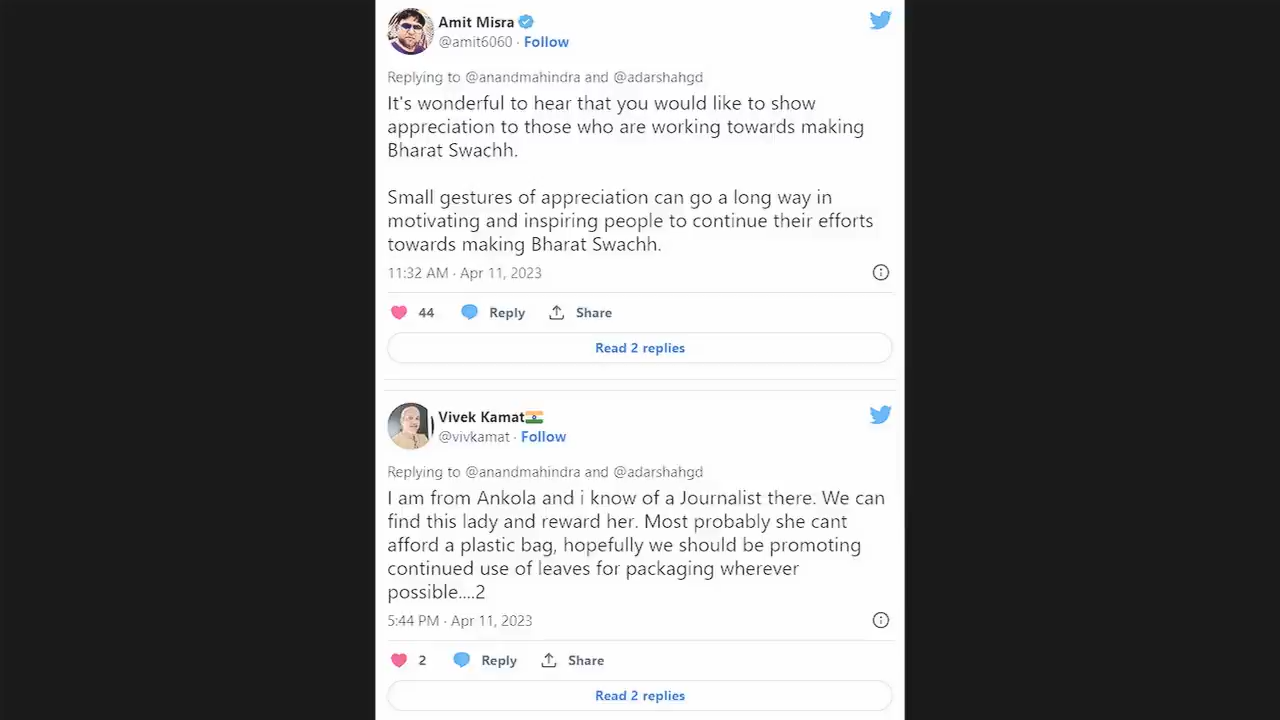 Amit Misra
@amit6060 · Follow
Replying to @anandmahindra and @adarshahgd
It's wonderful to hear that you would like to show
appreciation to those who are working towards making
Bharat Swachh.
Small gestures of appreciation can go a long way in
motivating and inspiring people to continue their efforts
towards making Bharat Swachh.
11:32 AM · Apr 11, 2023
44 Reply Share
Read 2 replies
Vivek Kamat
@vivkamat · Follow
Replying to @anandmahindra and @adarshahgd
I am from Ankola and i know of a Journalist there. We can
find this lady and reward her. Most probably she cant
afford a plastic bag, hopefully we should be promoting
continued use of leaves for packaging wherever
possible....2
5:44 PM · Apr 11, 2023
2 Reply Share
Read 2 replies